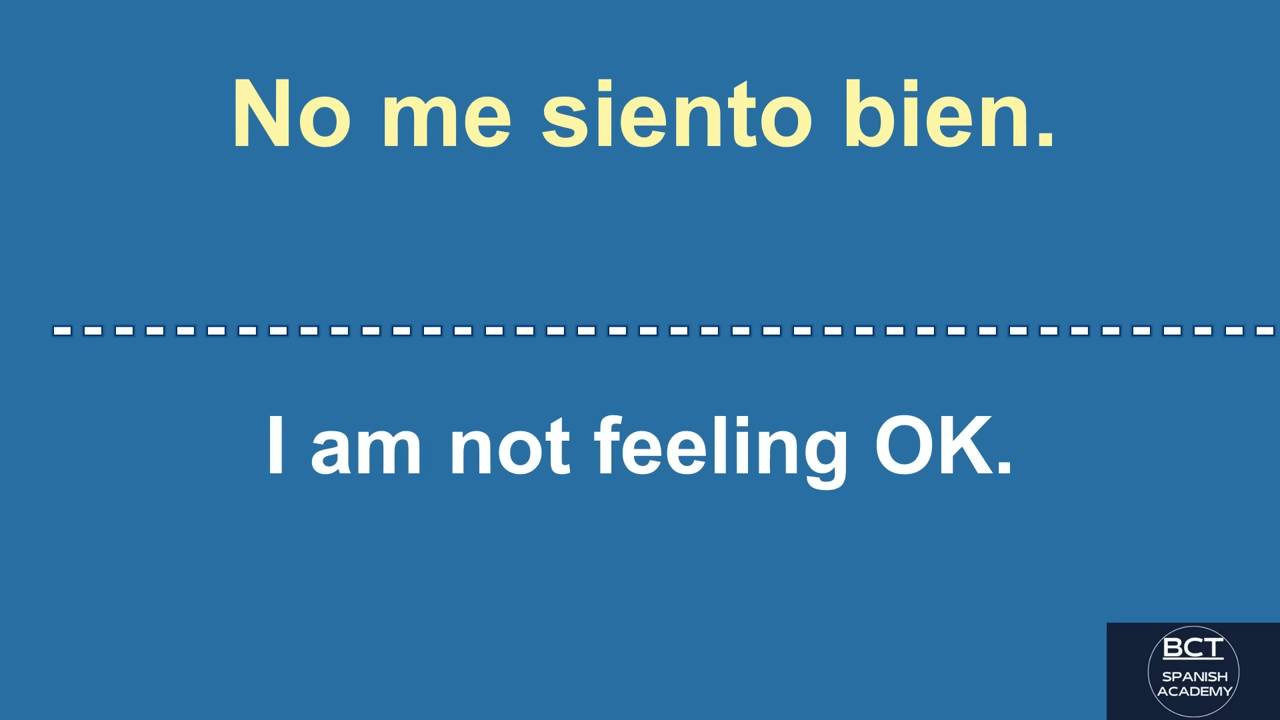 No me siento bien.
I am not feeling OK.
BCT
SPANISH
ACADEMY